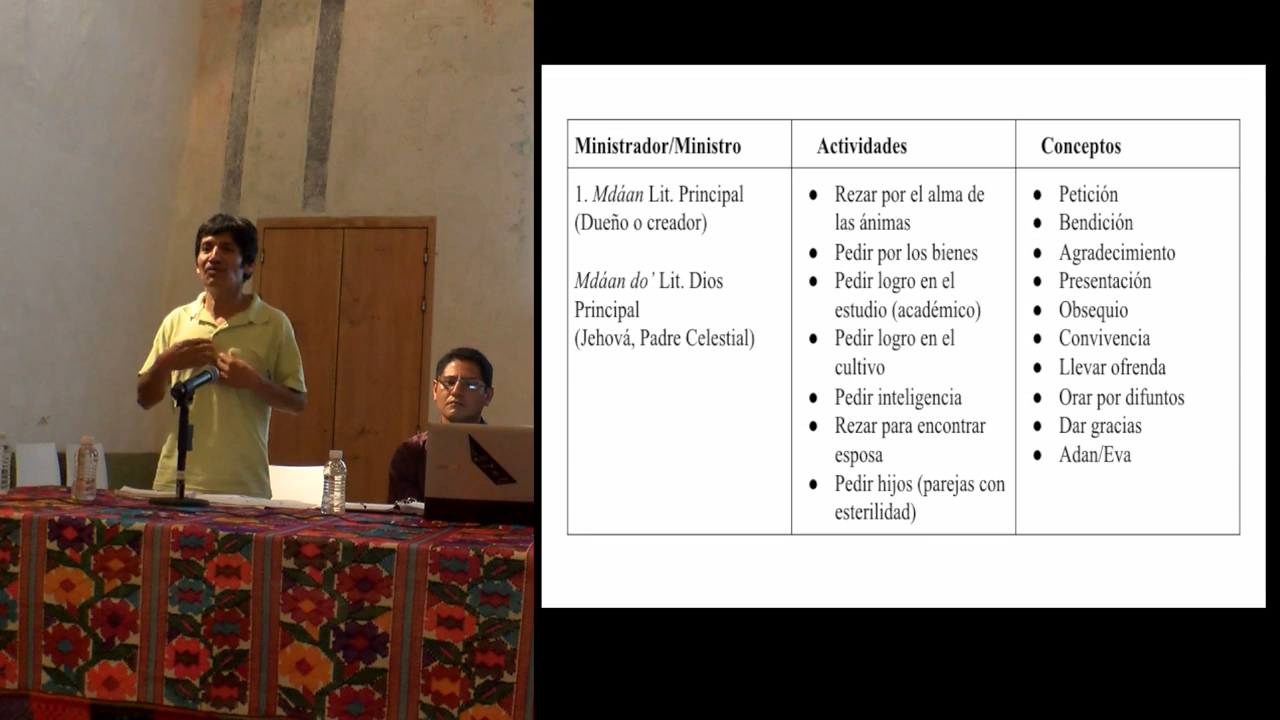 Ministrador/Ministro
Actividades
Conceptos
1. Mdáan Lit. Principal
(Dueño o creador)
Mdáan do’ Lit. Dios
Principal
(Jehová, Padre Celestial)
● Rezar por el alma de
las ánimas
● Pedir por los bienes
● Pedir logro en el
estudio (académico)
● Pedir logro en el
cultivo
● Pedir inteligencia
● Rezar para encontrar
esposa
● Pedir hijos (parejas con
esterilidad)
● Petición
● Bendición
● Agradecimiento
● Presentación
● Obsequio
● Convivencia
● Llevar ofrenda
● Orar por difuntos
● Dar gracias
● Adan/Eva